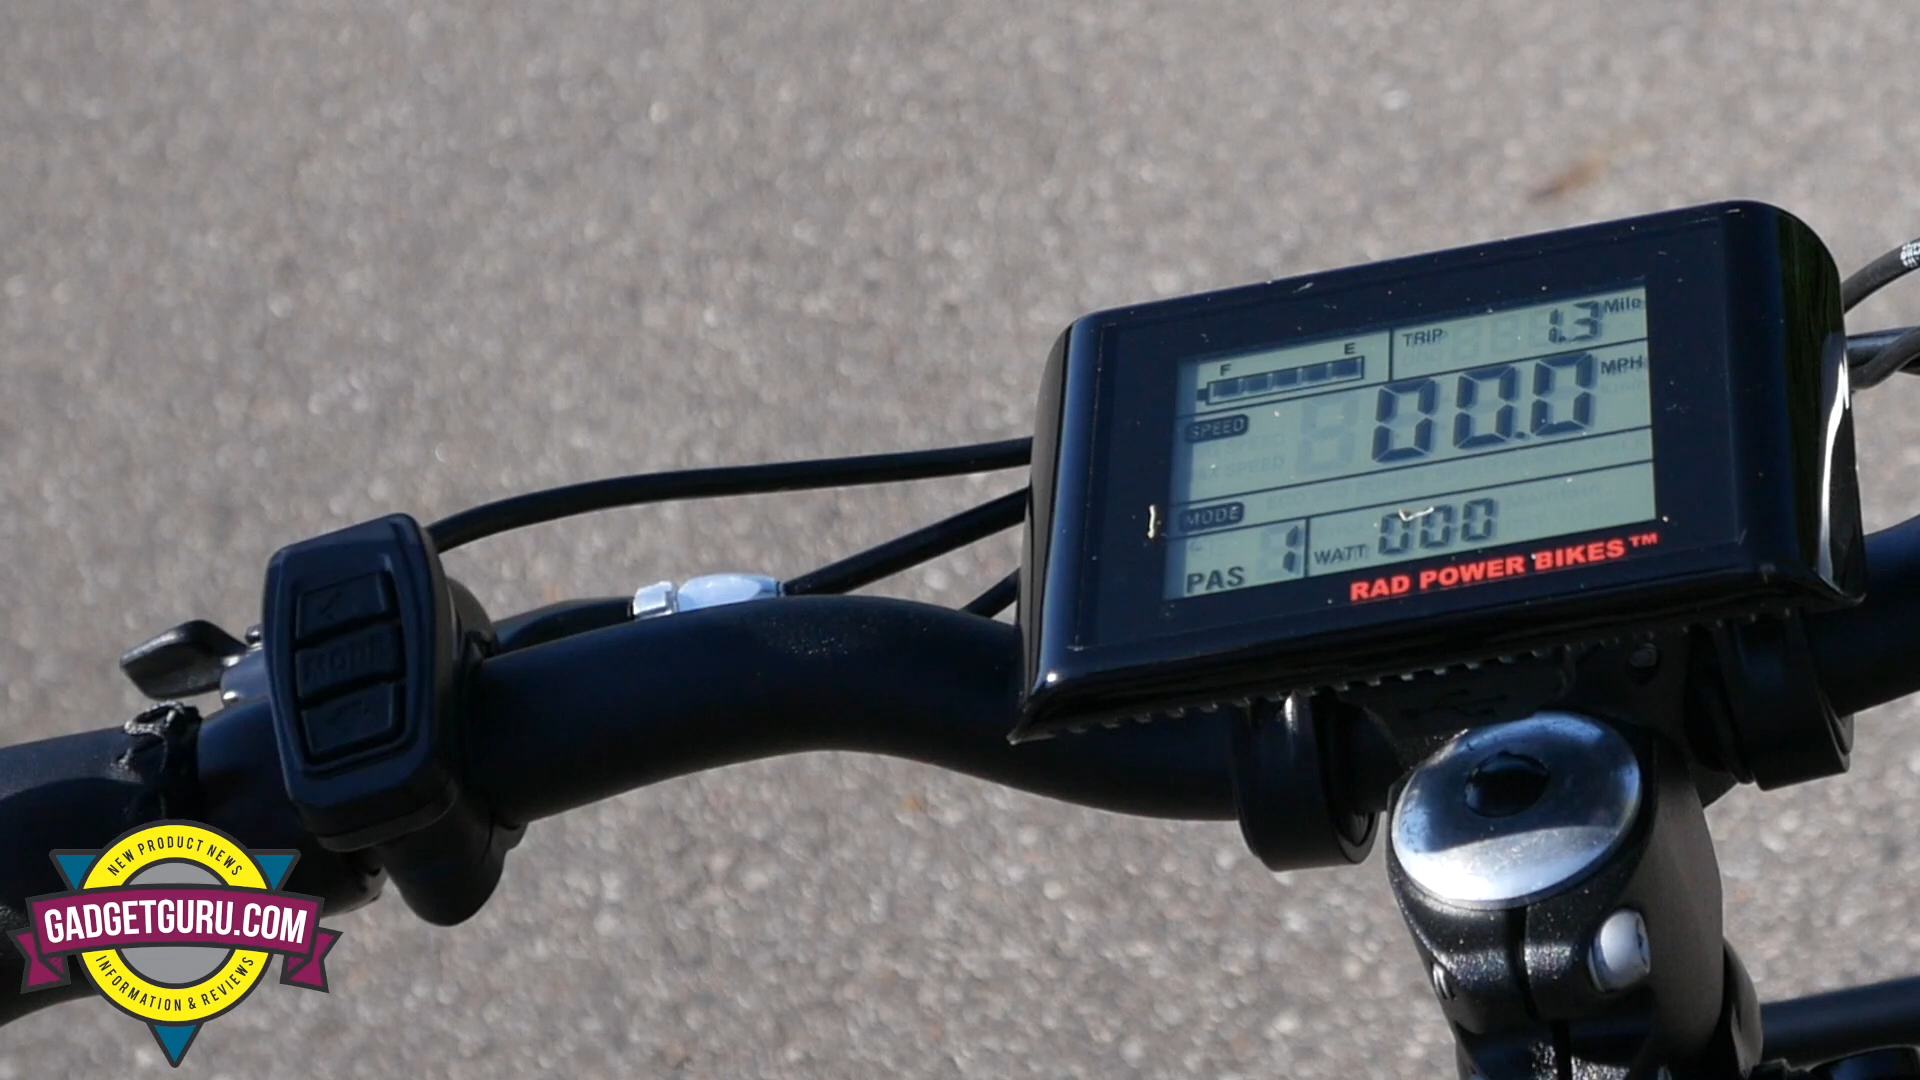 F E
TRIP 1.3 Mile
SPEED 00.0 MPH
MODE
PAS 1 WATT 000
RAD POWER BIKES™
NEW PRODUCT NEWS
GADGETGURU.COM
INFORMATION & REVIEWS